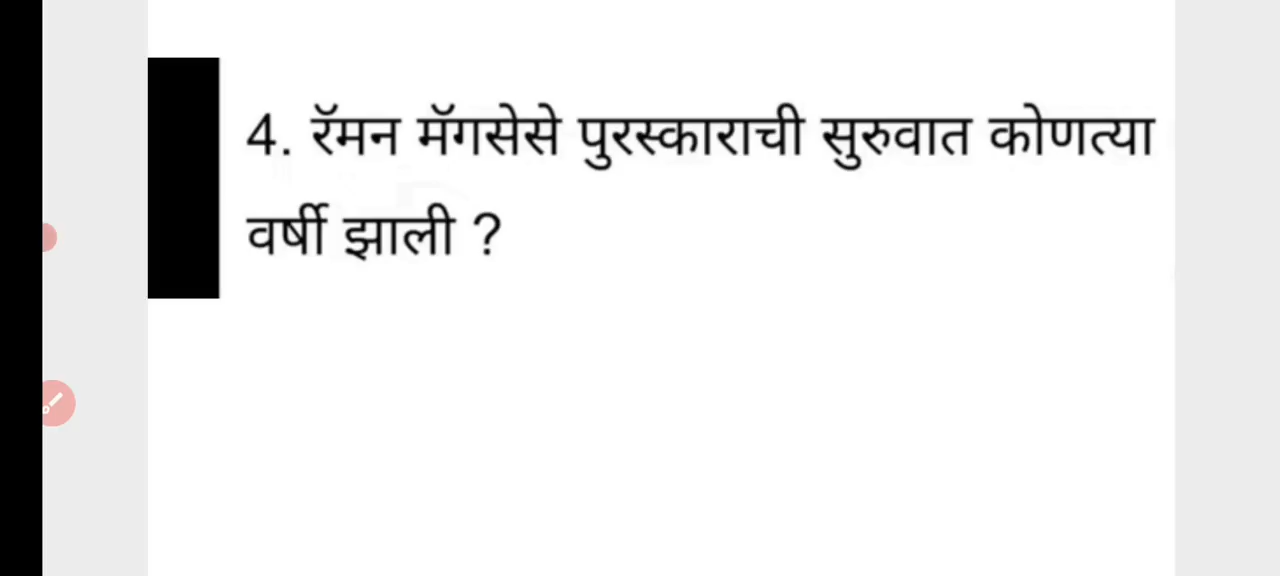 4. रॅमन मॅगसेसे पुरस्काराची सुरुवात कोणत्या
वर्षी झाली ?